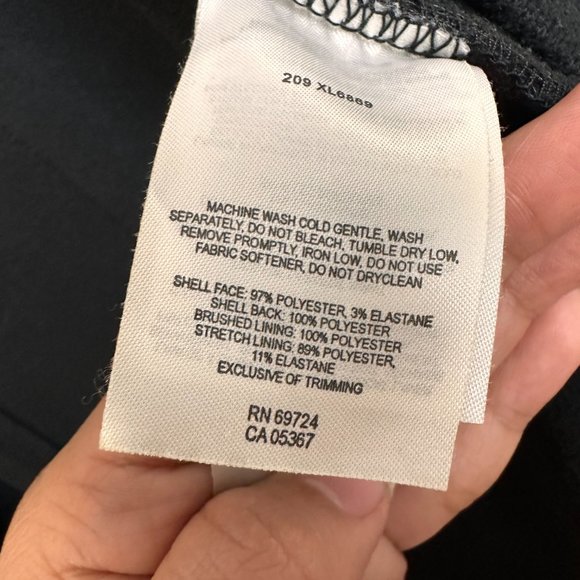 209 XL6869
MACHINE WASH COLD GENTLE, WASH
SEPARATELY, DO NOT BLEACH, TUMBLE DRY LOW,
REMOVE PROMPTLY, IRON LOW, DO NOT USE
FABRIC SOFTENER, DO NOT DRYCLEAN
SHELL FACE: 97% POLYESTER, 3% ELASTANE
SHELL BACK: 100% POLYESTER
BRUSHED LINING: 100% POLYESTER
STRETCH LINING: 89% POLYESTER,
11% ELASTANE
EXCLUSIVE OF TRIMMING
RN 69724
CA 05367